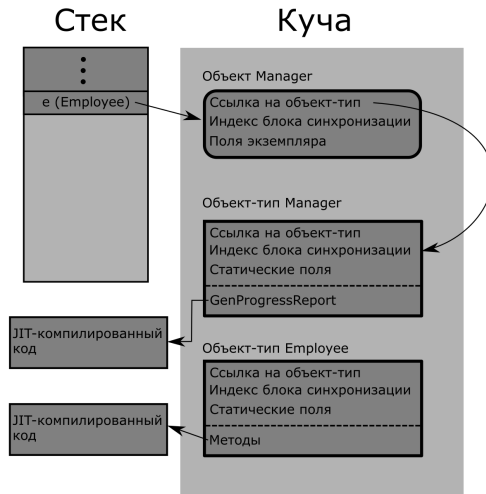 Стек
Куча
e (Employee)
Объект Manager
Ссылка на объект-тип
Индекс блока синхронизации
Поля экземпляра
Объект-тип Manager
Ссылка на объект-тип
Индекс блока синхронизации
Статические поля
GenProgressReport
JIT-компилированный
код
Объект-тип Employee
Ссылка на объект-тип
Индекс блока синхронизации
Статические поля
Методы
JIT-компилированный
код